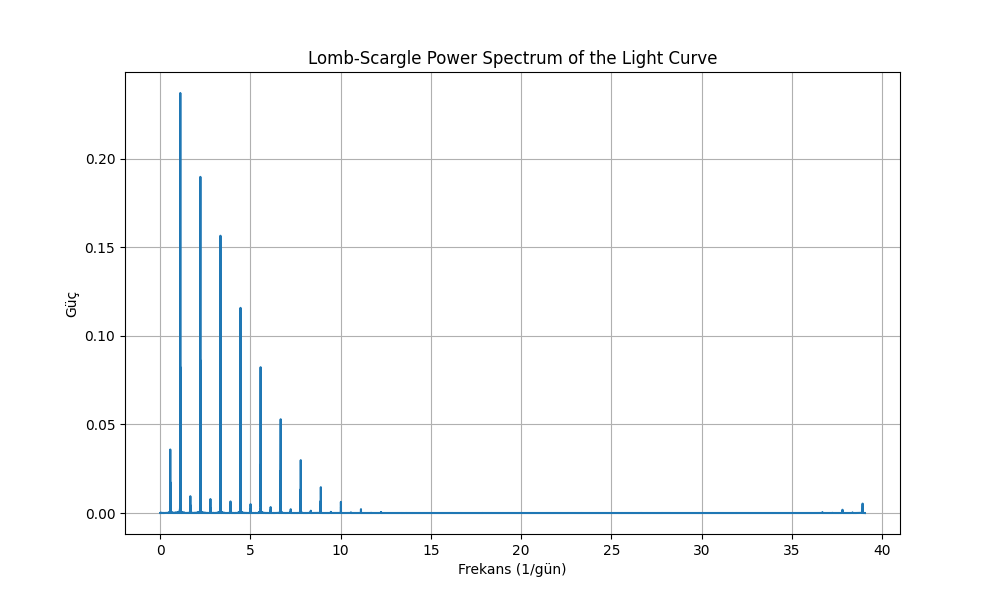 Lomb-Scargle Power Spectrum of the Light Curve
0.20
0.15
0.10
0.05
0.00
Güç
0 5 10 15 20 25 30 35 40
Frekans (1/gün)